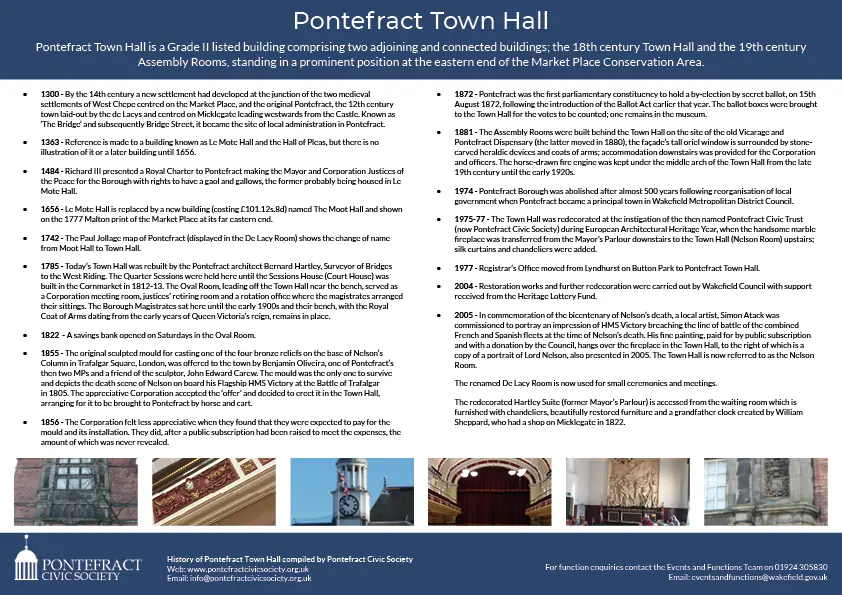 Pontefract Town Hall
Pontefract Town Hall is a Grade II listed building comprising two adjoining and connected buildings; the 18th century Town Hall and the 19th century
Assembly Rooms, standing in a prominent position at the eastern end of the Market Place Conservation Area.
• 1300 - By the 14th century a new settlement had developed at the junction of the two medieval
settlements of West Chepe centred on the Market Place, and the original Pontefract, the 12th century
town laid-out by the de Lacys and centred on Micklegate leading westwards from the Castle. Known as
'The Bridge' and subsequently Bridge Street, it became the site of local administration in Pontefract.
• 1363 - Reference is made to a building known as Le Mote Hall and the Hall of Pleas, but there is no
illustration of it or a later building until 1656.
• 1484 - Richard III presented a Royal Charter to Pontefract making the Mayor and Corporation Justices of
the Peace for the Borough with rights to have a gaol and gallows, the former probably being housed in Le
Mote Hall.
• 1656 - Le Mote Hall is replaced by a new building (costing £101.12s.8d) named The Moot Hall and shown
on the 1777 Malton print of the Market Place at its far eastern end.
• 1742 - The Paul Jollage map of Pontefract (displayed in the De Lacy Room) shows the change of name
from Moot Hall to Town Hall.
• 1785 - Today's Town Hall was rebuilt by the Pontefract architect Bernard Hartley, Surveyor of Bridges
to the West Riding. The Quarter Sessions were held here until the Sessions House (Court House) was
built in the Cornmarket in 1812-13. The Oval Room, leading off the Town Hall near the bench, served as
a Corporation meeting room, justices' retiring room and a rotation office where the magistrates arranged
their sittings. The Borough Magistrates sat here until the early 1900s and their bench, with the Royal
Coat of Arms dating from the early years of Queen Victoria's reign, remains in place.
• 1822 - A savings bank opened on Saturdays in the Oval Room.
• 1855 - The original sculpted mould for casting one of the four bronze reliefs on the base of Nelson's
Column in Trafalgar Square, London, was offered to the town by Benjamin Oliveira, one of Pontefract's
then two MPs and a friend of the sculptor, John Edward Carew. The mould was the only one to survive
and depicts the death scene of Nelson on board his Flagship HMS Victory at the Battle of Trafalgar
in 1805. The appreciative Corporation accepted the 'offer' and decided to erect it in the Town Hall,
arranging for it to be brought to Pontefract by horse and cart.
• 1856 - The Corporation felt less appreciative when they found that they were expected to pay for the
mould and its installation. They did, after a public subscription had been raised to meet the expenses, the
amount of which was never revealed.
• 1872 - Pontefract was the first parliamentary constituency to hold a by-election by secret ballot, on 15th
August 1872, following the introduction of the Ballot Act earlier that year. The ballot boxes were brought
to Town Hall for the votes to be counted; one remains in the museum.
• 1881 - The Assembly Rooms were built behind the Town Hall on the site of the old Vicarage and
Pontefract Dispensary (the latter moved in 1880), the façade's tall oriel window is surrounded by stone-
carved heraldic devices and coats of arms; accommodation downstairs was provided for the Corporation
and officers. The horse-drawn fire engine was kept under the middle arch of the Town Hall from the late
19th century until the early 1920s.
• 1974 - Pontefract Borough was abolished after almost 500 years following reorganisation of local
government when Pontefract became a principal town in Wakefield Metropolitan District Council.
• 1975-77 - The Town Hall was redecorated at the instigation of the then named Pontefract Civic Trust
(now Pontefract Civic Society) during European Architectural Heritage Year, when the handsome marble
fireplace was transferred from the Mayor's Parlour downstairs to the Town Hall (Nelson Room) upstairs;
silk curtains and chandeliers were added.
• 1977 - Registrar's Office moved from Lyndhurst on Button Park to Pontefract Town Hall.
• 2004 - Restoration works and further redecoration were carried out by Wakefield Council with support
received from the Heritage Lottery Fund.
• 2005 - In commemoration of the bicentenary of Nelson's death, a local artist, Simon Atack was
commissioned to portray an impression of HMS Victory breaching the line of battle of the combined
French and Spanish fleets at the time of Nelson's death. His fine painting, paid for by public subscription
and with a donation by the Council, hangs over the fireplace in the Town Hall, to the right of which is a
copy of a portrait of Lord Nelson, also presented in 2005. The Town Hall is now referred to as the Nelson
Room.
The renamed De Lacy Room is now used for small ceremonies and meetings.
The redecorated Hartley Suite (former Mayor's Parlour) is accessed from the waiting room which is
furnished with chandeliers, beautifully restored furniture and a grandfather clock created by William
Sheppard, who had a shop on Micklegate in 1822.
PONTEFRACT
CIVIC SOCIETY
History of Pontefract Town Hall compiled by Pontefract Civic Society
Web: www.pontefractcivicsociety.org.uk
Email: info@pontefractcivicsociety.org.uk
For function enquiries contact the Events and Functions Team on 01924 305830
Email: eventsandfunctions@wakefield.gov.uk